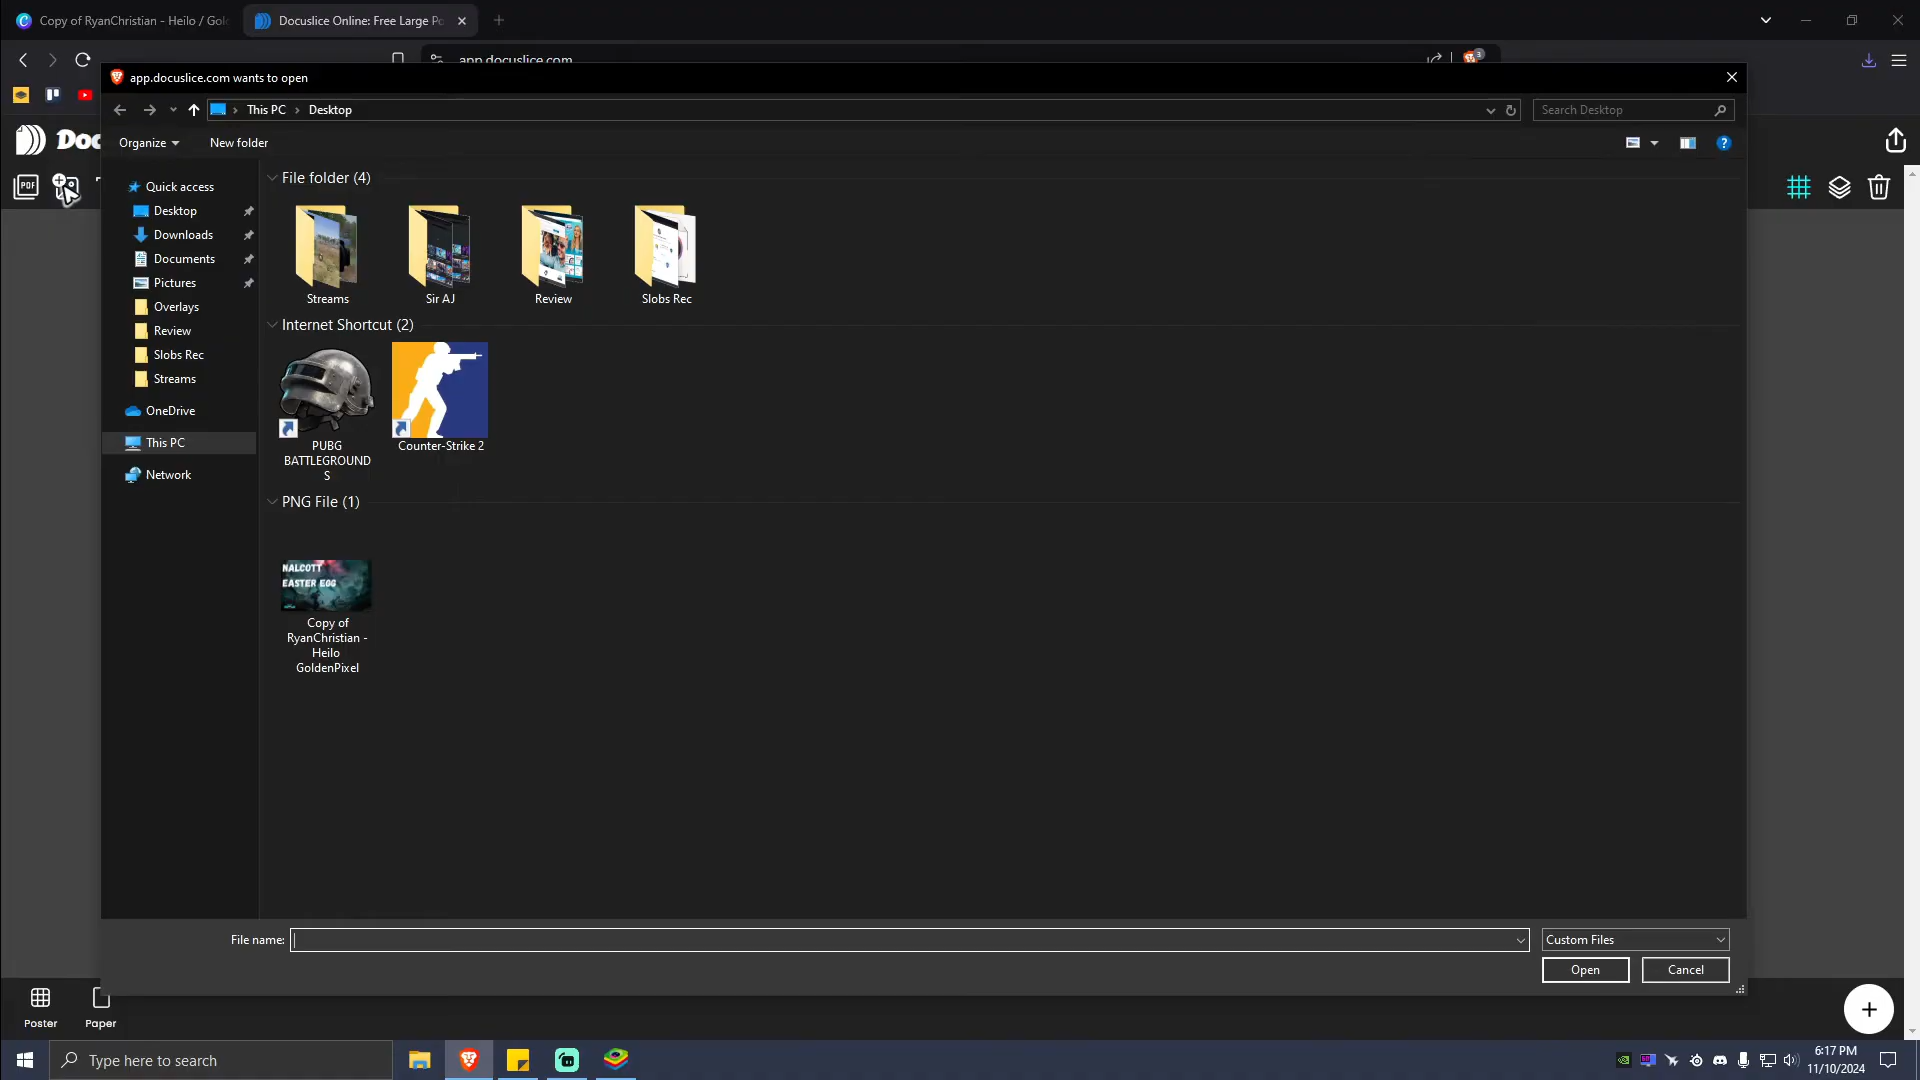 Copy of RyanChristian - Heilo / Gol
Docuslice Online: Free Large Po
app.docuslice.com
3
app.docuslice.com wants to open
This PC
Desktop
Search Desktop
Doc
Organize
New folder
PDF
Quick access
Desktop
Downloads
Documents
Pictures
Overlays
Review
Slobs Rec
Streams
OneDrive
This PC
Network
File folder (4)
Streams
Sir AJ
Review
Slobs Rec
Internet Shortcut (2)
PUBG
BATTLEGROUND
S
Counter-Strike 2
PNG File (1)
NALCOTT
EASTER EGG
Copy of
RyanChristian -
Heilo
GoldenPixel
File name:
Custom Files
Open
Cancel
Poster
Paper
Type here to search
6:17 PM
11/10/2024